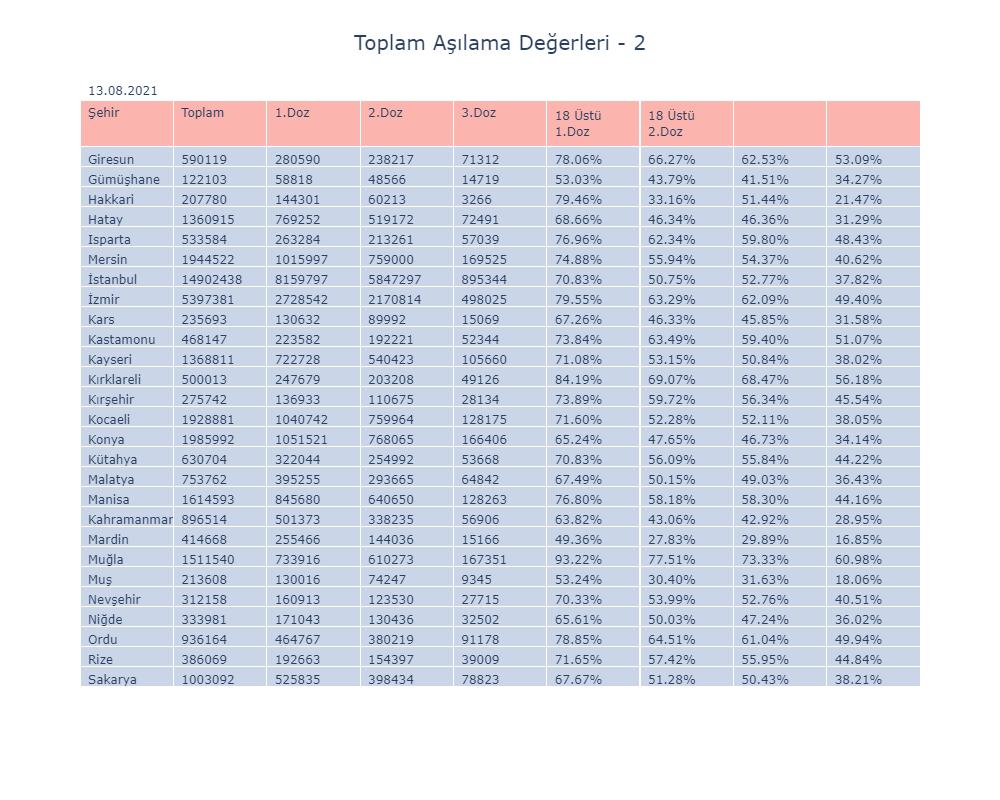 Toplam Aşılama Değerleri - 2
13.08.2021
Şehir Toplam 1.Doz 2.Doz 3.Doz 18 Üstü 1.Doz 18 Üstü 2.Doz
Giresun 590119 280590 238217 71312 78.06% 66.27% 62.53% 53.09%
Gümüşhane 122103 58818 48566 14719 53.03% 43.79% 41.51% 34.27%
Hakkari 207780 144301 60213 3266 79.46% 33.16% 51.44% 21.47%
Hatay 1360915 769252 519172 72491 68.66% 46.34% 46.36% 31.29%
Isparta 533584 263284 213261 57039 76.96% 62.34% 59.80% 48.43%
Mersin 1944522 1015997 759000 169525 74.88% 55.94% 54.37% 40.62%
İstanbul 14902438 8159797 5847297 895344 70.83% 50.75% 52.77% 37.82%
İzmir 5397381 2728542 2170814 498025 79.55% 63.29% 62.09% 49.40%
Kars 235693 130632 89992 15069 67.26% 46.33% 45.85% 31.58%
Kastamonu 468147 223582 192221 52344 73.84% 63.49% 59.40% 51.07%
Kayseri 1368811 722728 540423 105660 71.08% 53.15% 50.84% 38.02%
Kırklareli 500013 247679 203208 49126 84.19% 69.07% 68.47% 56.18%
Kırşehir 275742 136933 110675 28134 73.89% 59.72% 56.34% 45.54%
Kocaeli 1928881 1040742 759964 128175 71.60% 52.28% 52.11% 38.05%
Konya 1985992 1051521 768065 166406 65.24% 47.65% 46.73% 34.14%
Kütahya 630704 322044 254992 53668 70.83% 56.09% 55.84% 44.22%
Malatya 753762 395255 293665 64842 67.49% 50.15% 49.03% 36.43%
Manisa 1614593 845680 640650 128263 76.80% 58.18% 58.30% 44.16%
Kahramanmar 896514 501373 338235 56906 63.82% 43.06% 42.92% 28.95%
Mardin 414668 255466 144036 15166 49.36% 27.83% 29.89% 16.85%
Muğla 1511540 733916 610273 167351 93.22% 77.51% 73.33% 60.98%
Muş 213608 130016 74247 9345 53.24% 30.40% 31.63% 18.06%
Nevşehir 312158 160913 123530 27715 70.33% 53.99% 52.76% 40.51%
Niğde 333981 171043 130436 32502 65.61% 50.03% 47.24% 36.02%
Ordu 936164 464767 380219 91178 78.85% 64.51% 61.04% 49.94%
Rize 386069 192663 154397 39009 71.65% 57.42% 55.95% 44.84%
Sakarya 1003092 525835 398434 78823 67.67% 51.28% 50.43% 38.21%